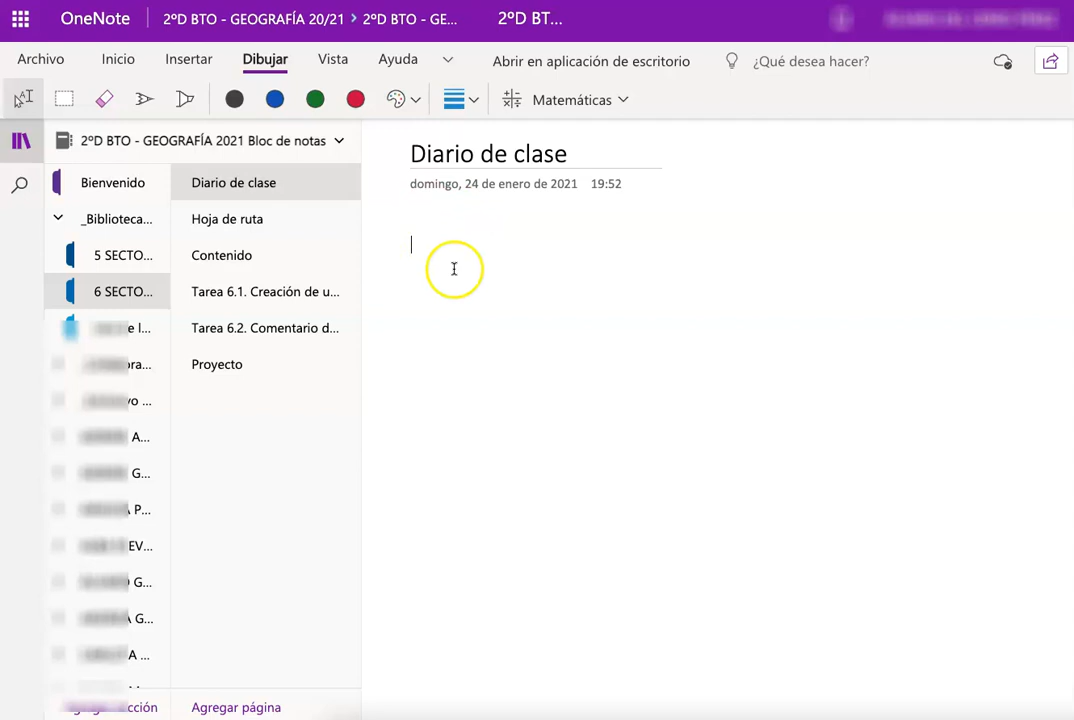 OneNote
2ºD BTO - GEOGRAFÍA 20/21 > 2ºD BTO - GE...
2ºD BT...
Archivo
Inicio
Insertar
Dibujar
Vista
Ayuda
Abrir en aplicación de escritorio
¿Qué desea hacer?
Matemáticas
2ºD BTO - GEOGRAFÍA 2021 Bloc de notas
Bienvenido
_Biblioteca...
5 SECTO...
6 SECTO...
e l...
ra...
o ...
A...
G...
P...
EV...
G...
G...
A ...
cción
Diario de clase
Hoja de ruta
Contenido
Tarea 6.1. Creación de u...
Tarea 6.2. Comentario d...
Proyecto
Agregar página
Diario de clase
domingo, 24 de enero de 2021 19:52